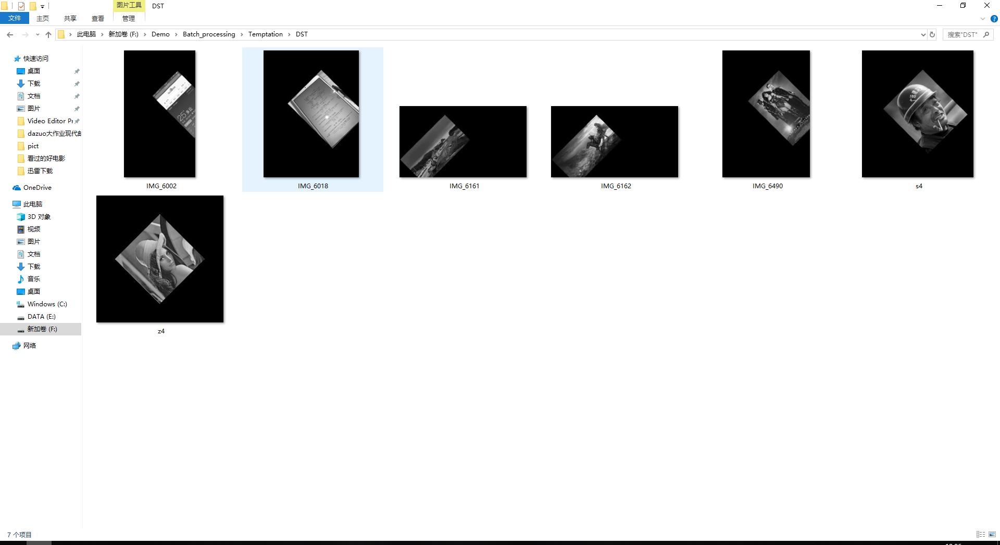 图片工具 DST
文件 主页 共享 查看 管理
此电脑 新加卷 (F:) Demo Batch_processing Temptation DST
搜索"DST"
快速访问
桌面
下载
文档
图片
Video Editor Pr
dazuo大作业现代邮
pict
看过的好电影
迅雷下载
OneDrive
此电脑
3D 对象
视频
图片
文档
下载
音乐
桌面
Windows (C:)
DATA (E:)
新加卷 (F:)
网络
25° 多云
IMG_6002 IMG_6018 IMG_6161 IMG_6162 IMG_6490 s4
z4
7 个项目